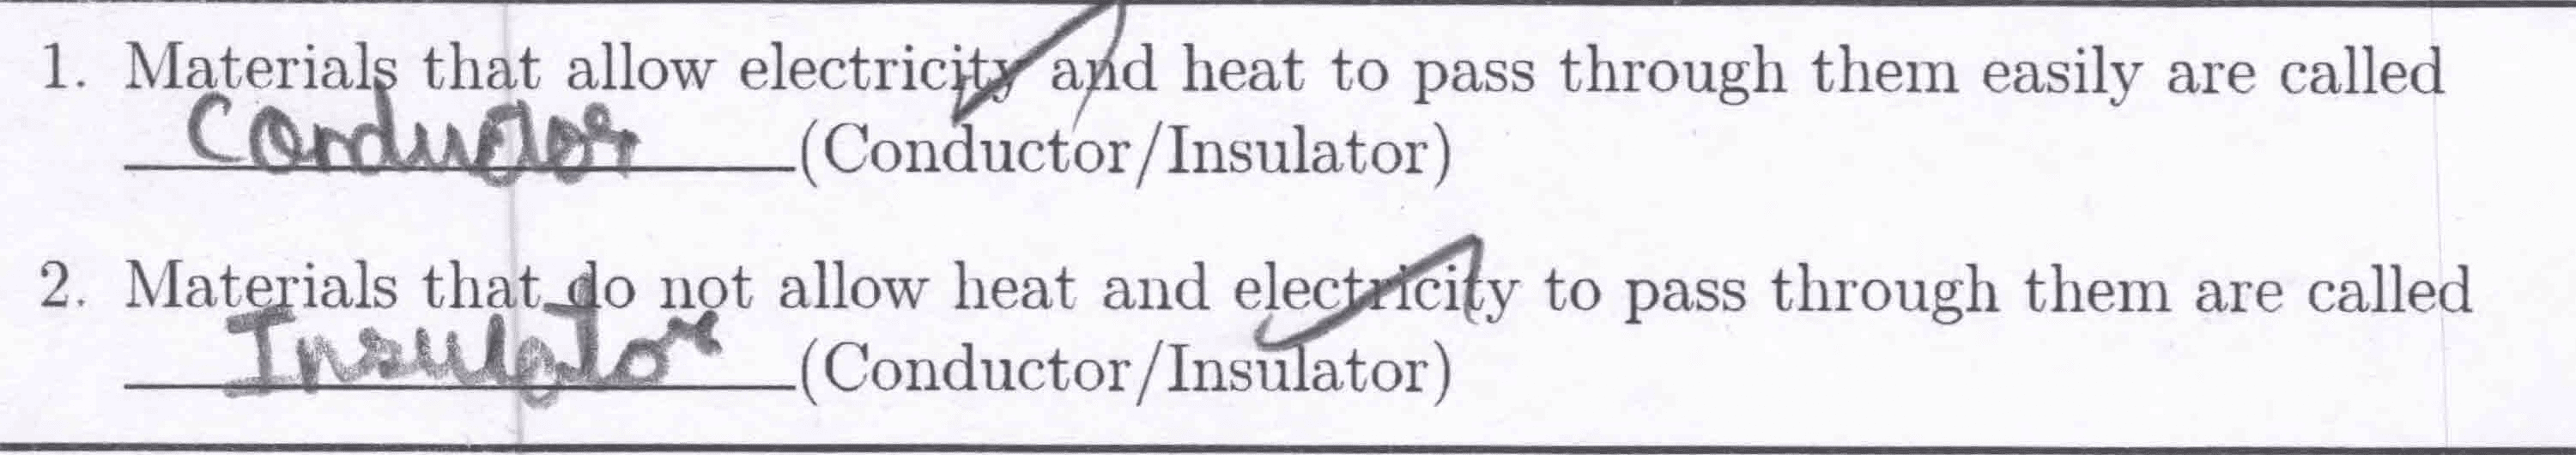 1. Materials that allow electricity and heat to pass through them easily are called
Conductor (Conductor/Insulator)
2. Materials that do not allow heat and electricity to pass through them are called
Insulator (Conductor/Insulator)